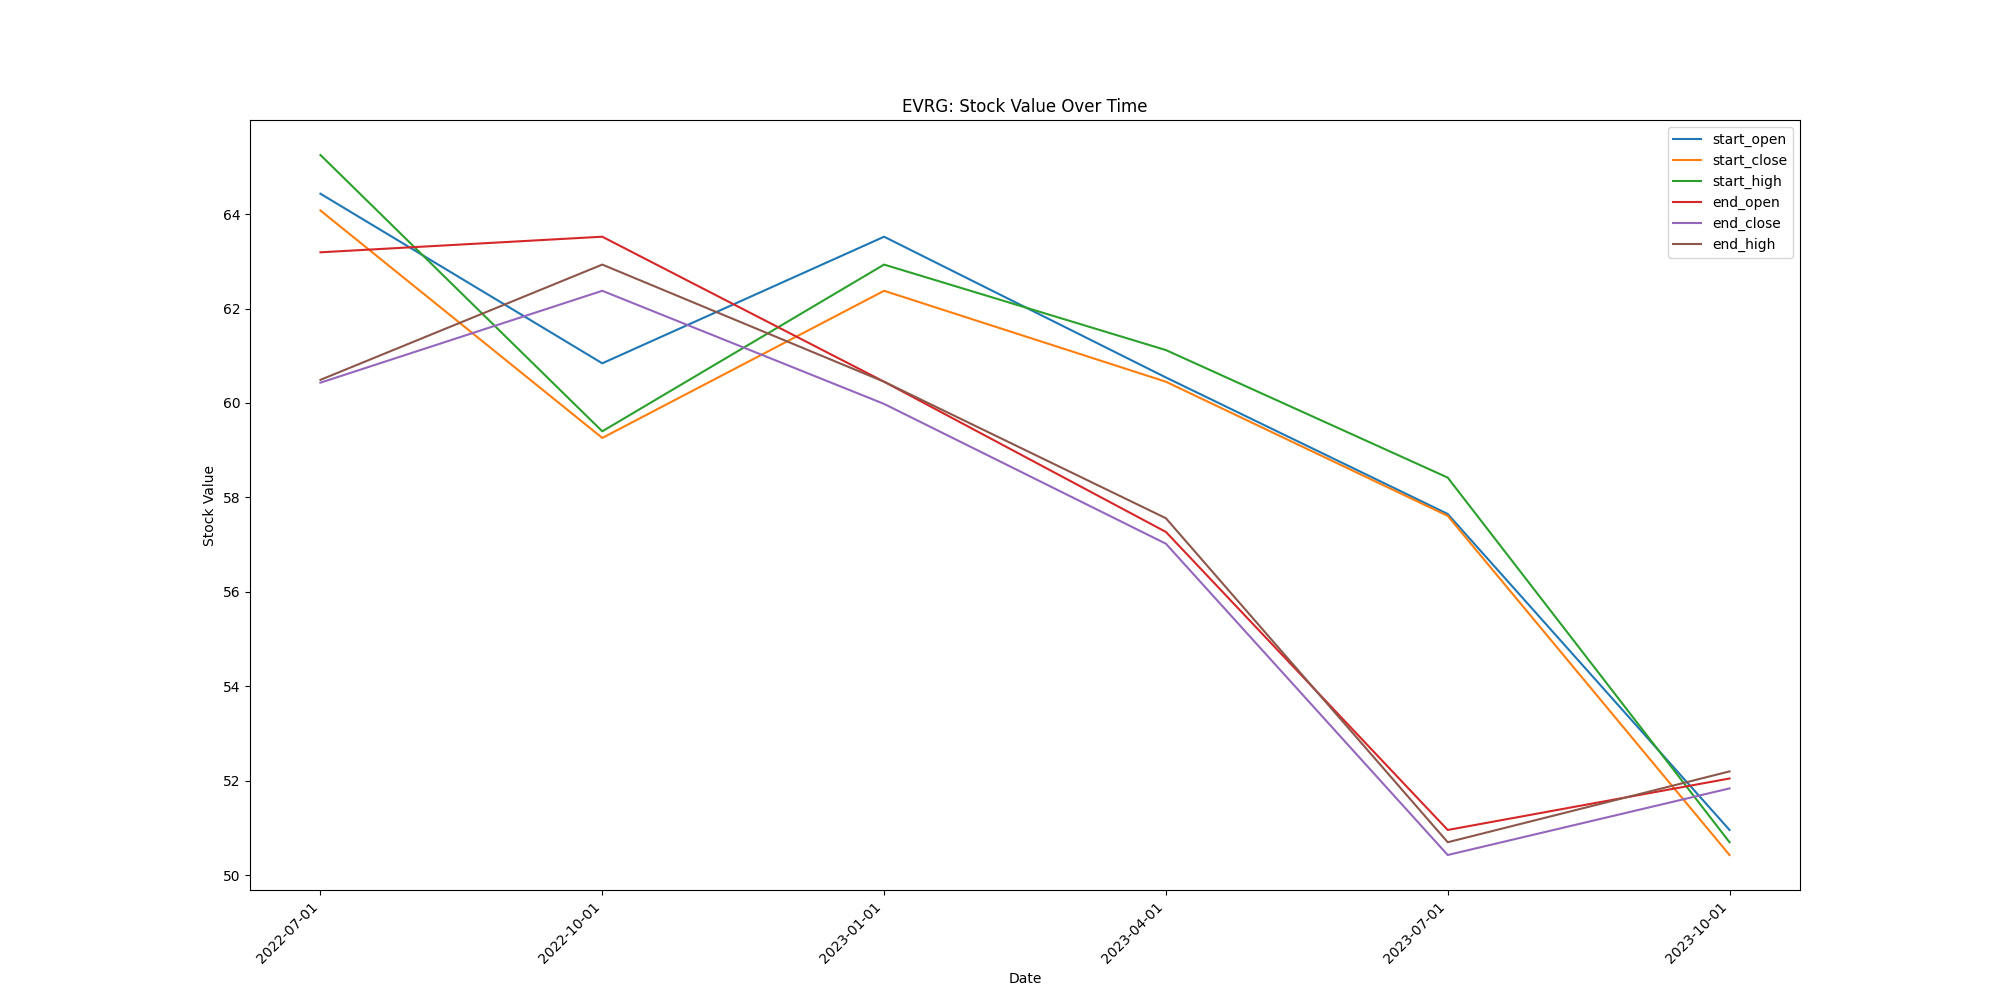 EVRG: Stock Value Over Time
start_open
start_close
start_high
end_open
end_close
end_high
Stock Value
64
62
60
58
56
54
52
50
2022-07-01
2022-10-01
2023-01-01
2023-04-01
2023-07-01
2023-10-01
Date